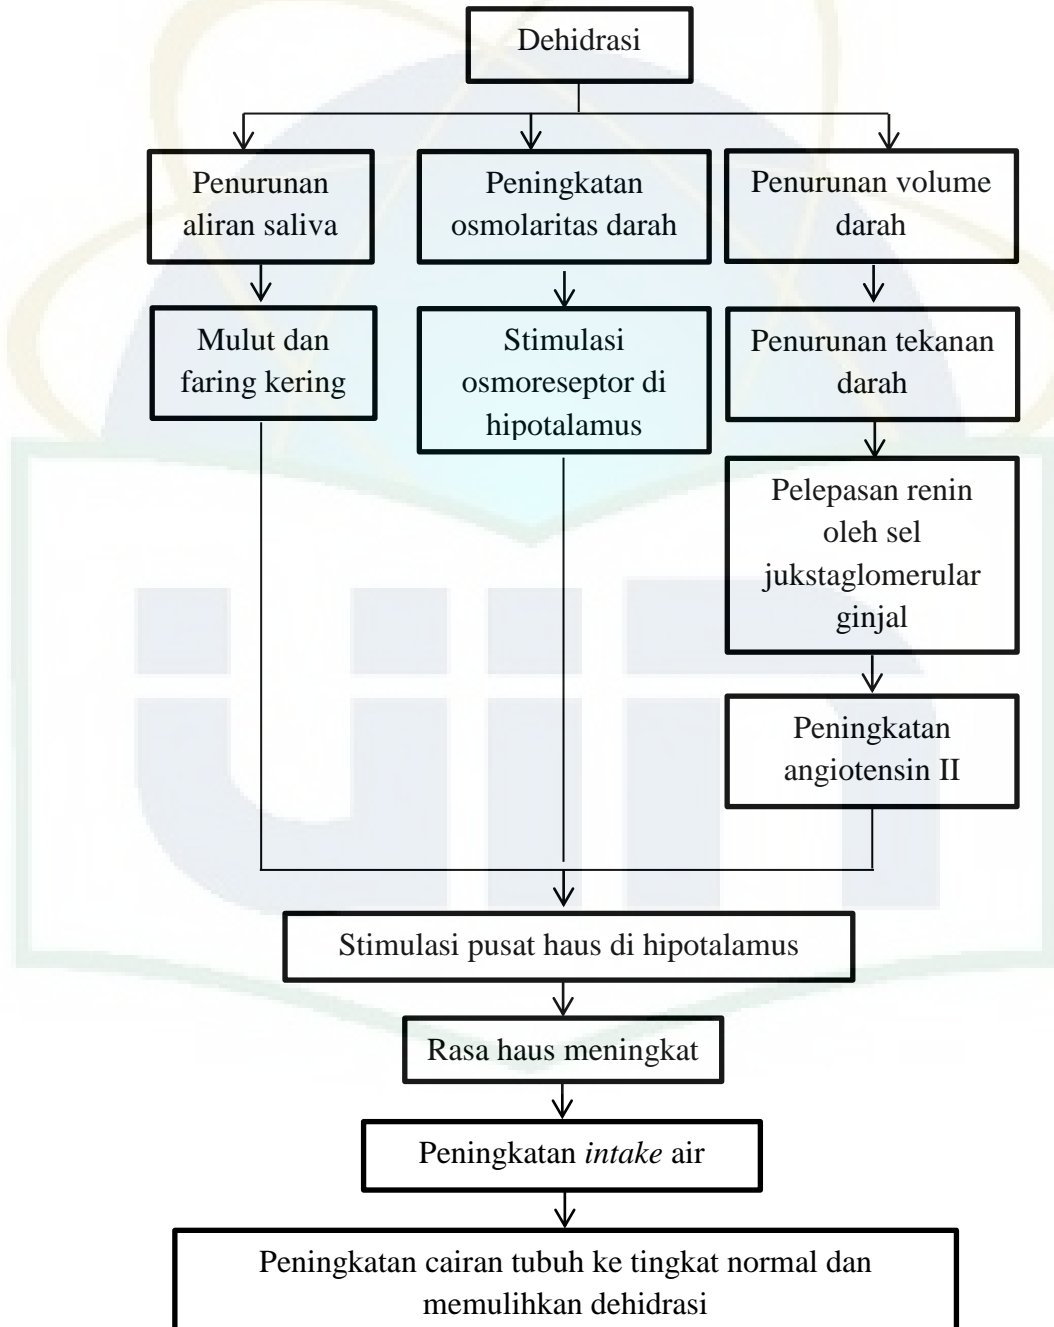 Dehidrasi
Penurunan
aliran saliva
Peningkatan
osmolaritas darah
Penurunan volume
darah
Mulut dan
faring kering
Stimulasi
osmoreseptor di
hipotalamus
Penurunan tekanan
darah
Pelepasan renin
oleh sel
jukstaglomerular
ginjal
Peningkatan
angiotensin II
Stimulasi pusat haus di hipotalamus
Rasa haus meningkat
Peningkatan intake air
Peningkatan cairan tubuh ke tingkat normal dan
memulihkan dehidrasi
uin